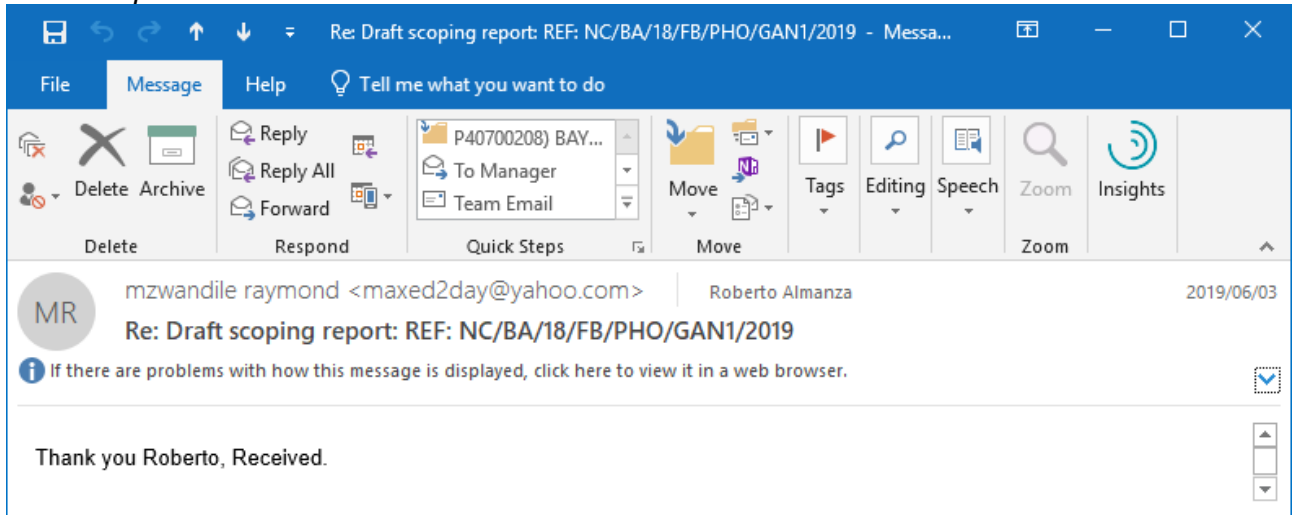 Re: Draft scoping report: REF: NC/BA/18/FB/PHO/GAN1/2019 - Messa...
File Message Help Tell me what you want to do
Delete Archive
Reply
Reply All
Forward
P40700208) BAY...
To Manager
Team Email
Move
Tags
Editing
Speech
Zoom
Insights
Delete Respond Quick Steps Move Zoom
MR
mzwandile raymond <maxed2day@yahoo.com> Roberto Almanza 2019/06/03
Re: Draft scoping report: REF: NC/BA/18/FB/PHO/GAN1/2019
If there are problems with how this message is displayed, click here to view it in a web browser.
Thank you Roberto, Received.